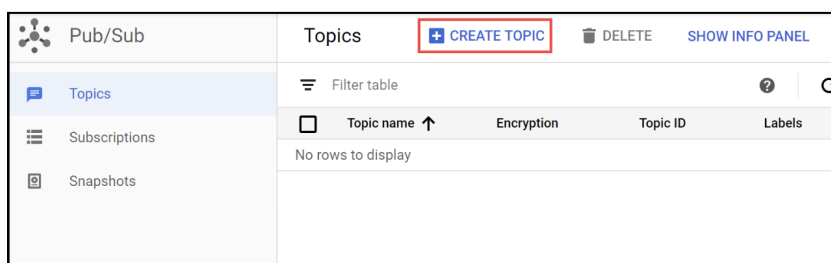 Pub/Sub
Topics CREATE TOPIC DELETE SHOW INFO PANEL
Topics
Filter table
Subscriptions
Topic name Encryption Topic ID Labels
No rows to display
Snapshots